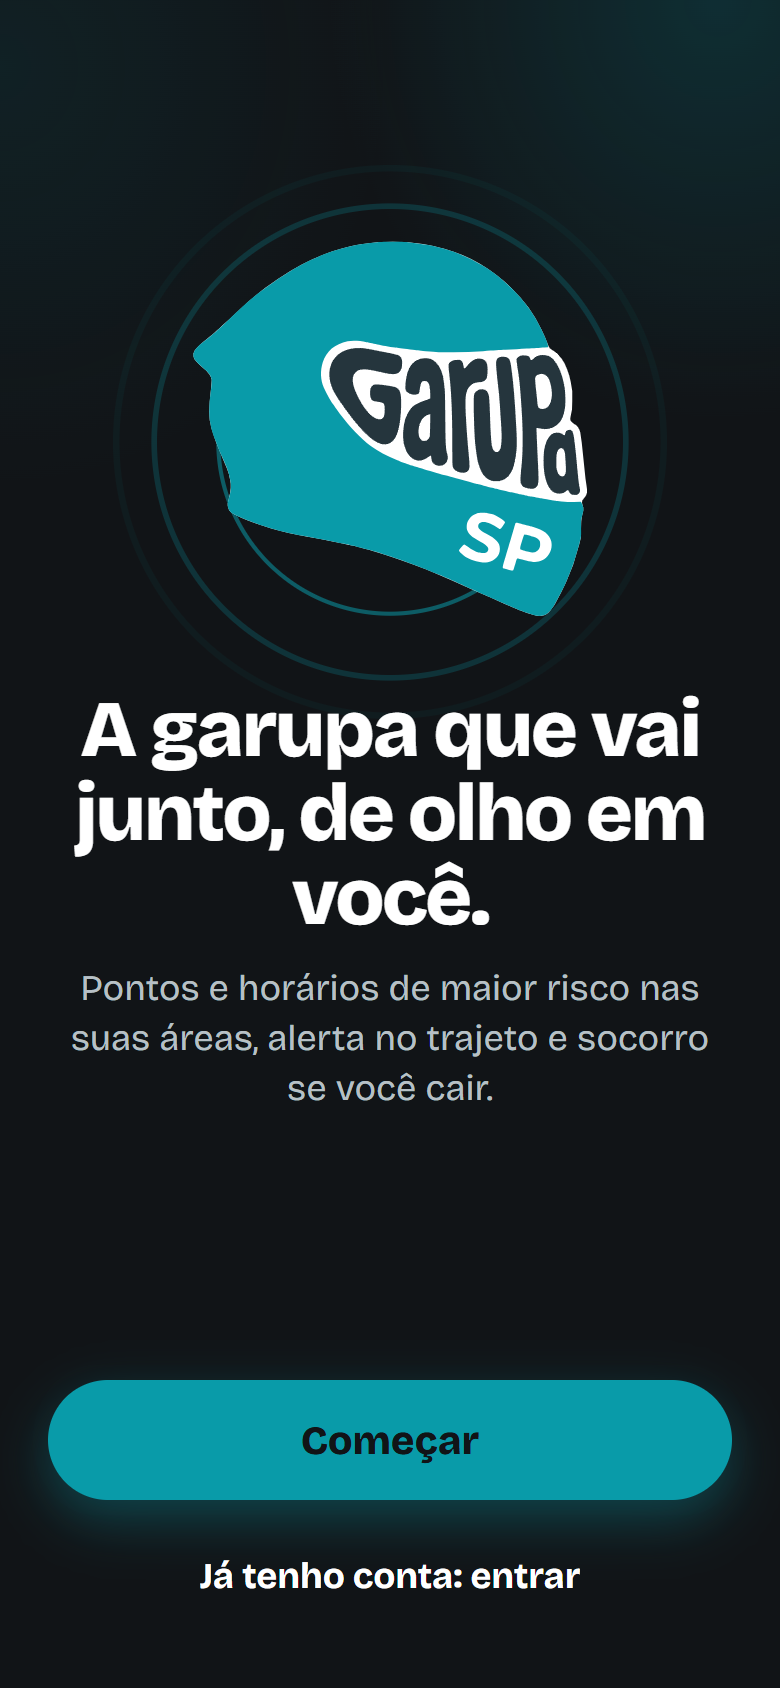 Garupa
SP
A garupa que vai
junto, de olho em
você.
Pontos e horários de maior risco nas
suas áreas, alerta no trajeto e socorro
se você cair.
Começar
Já tenho conta: entrar